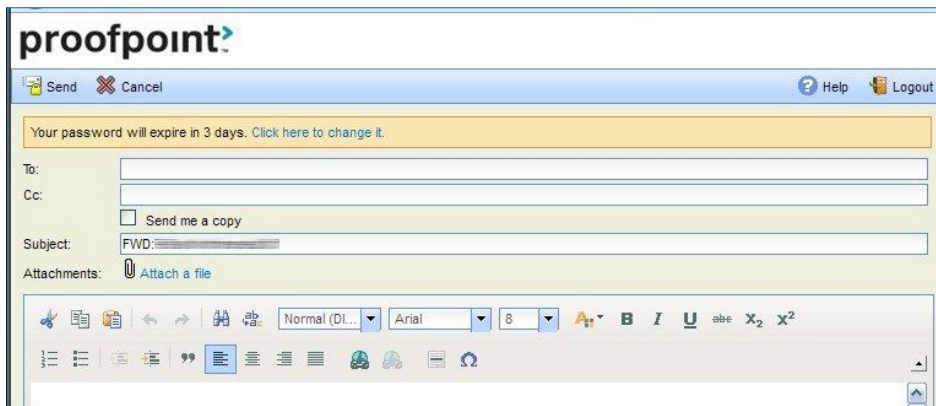 proofpoint
Send Cancel Help Logout
Your password will expire in 3 days. Click here to change it.
To:
Cc:
Send me a copy
Subject: FWD:
Attachments: Attach a file
Normal (DI... Arial 8 A B I U abc X₂ X²
Ω